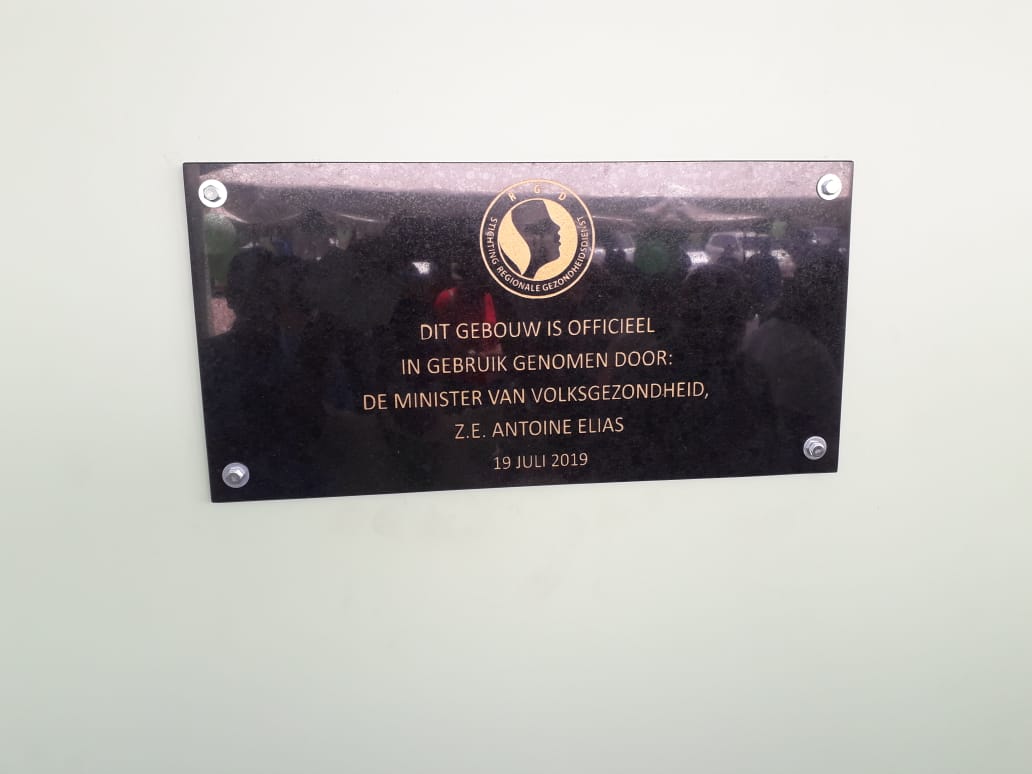 RGD
STICHTING REGIONALE GEZONDHEIDSDIENST
DIT GEBOUW IS OFFICIEEL
IN GEBRUIK GENOMEN DOOR:
DE MINISTER VAN VOLKSGEZONDHEID,
Z.E. ANTOINE ELIAS
19 JULI 2019